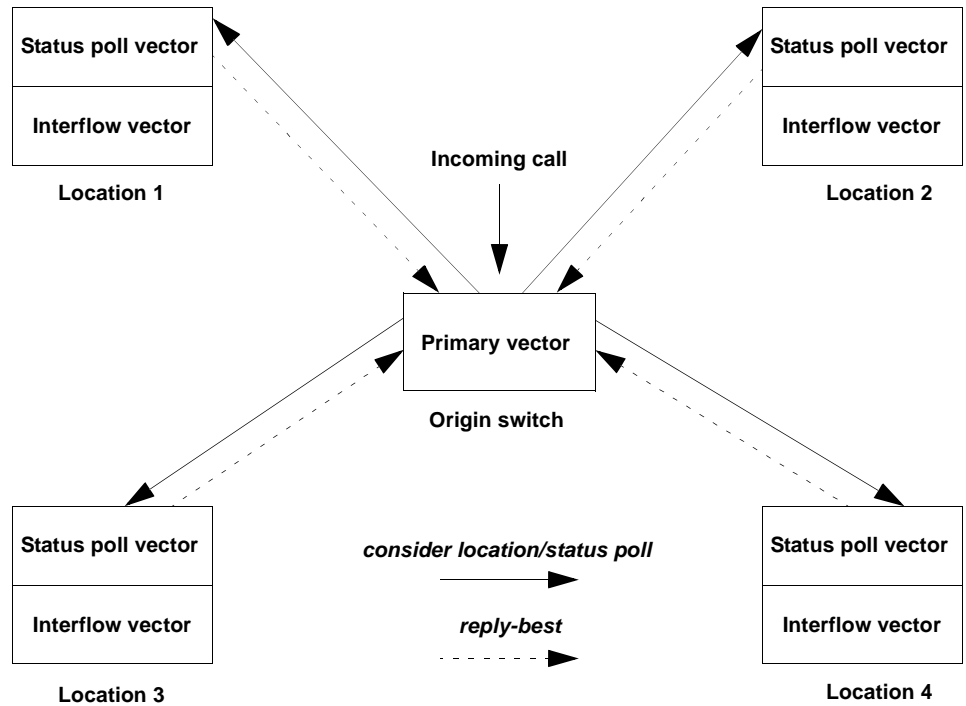 Status poll vector
Interflow vector
Location 1
Status poll vector
Interflow vector
Location 2
Incoming call
Primary vector
Origin switch
Status poll vector
Interflow vector
Location 3
consider location/status poll
reply-best
Status poll vector
Interflow vector
Location 4